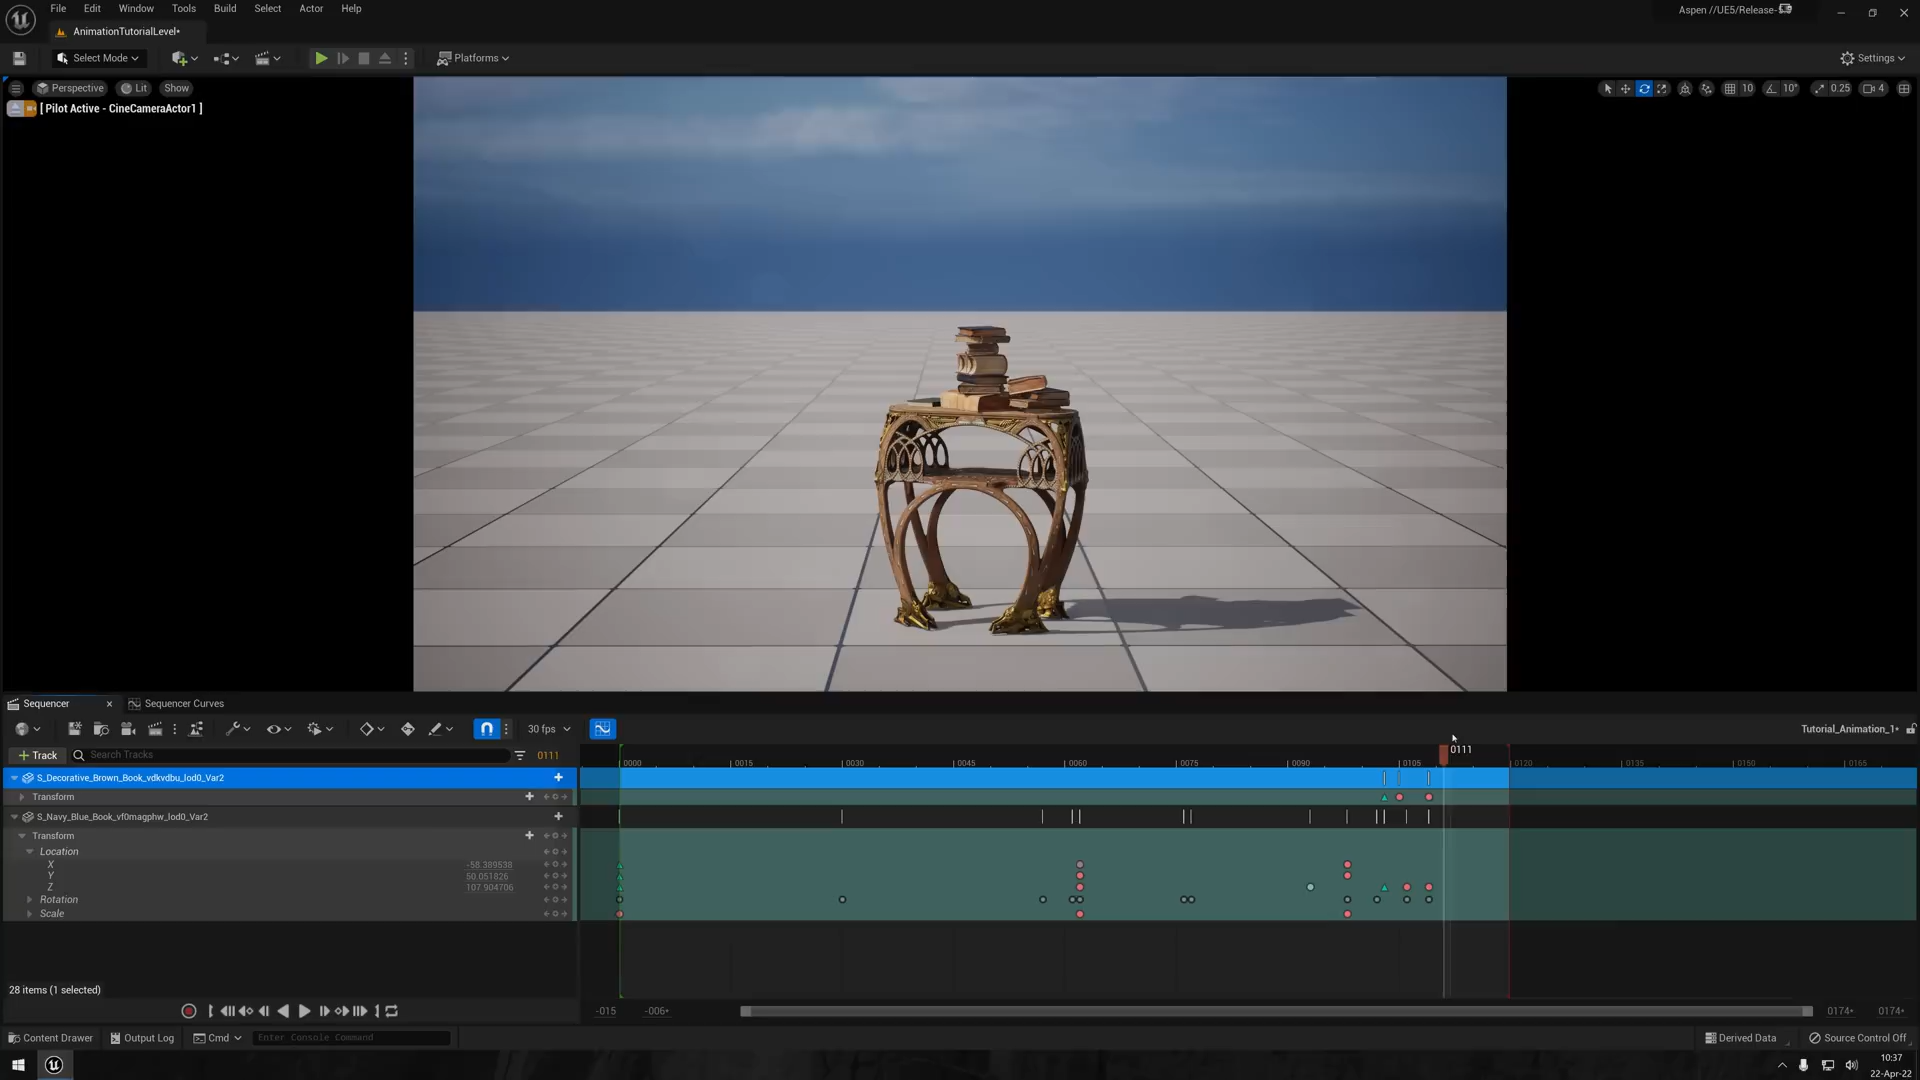 File Edit Window Tools Build Select Actor Help
Aspen //UE5/Release-
AnimationTutorialLevel*
Select Mode Platforms Settings
Perspective Lit Show 10 10° 0.25 4
[ Pilot Active - CineCameraActor1 ]
Sequencer Sequencer Curves
30 fps Tutorial_Animation_1*
0111
+ Track Search Tracks 0111
0000 0015 0030 0045 0060 0075 0090 0105 0120 0135 0150 0165
S_Decorative_Brown_Book_vdkvdbu_lod0_Var2
Transform
S_Navy_Blue_Book_vf0magphw_lod0_Var2
Transform
Location
X -58.389538
Y 50.051826
Z 107.904706
Rotation
Scale
28 items (1 selected)
-015 -006+ 0174+ 0174+
Content Drawer Output Log Cmd Enter Console Command Derived Data Source Control Off
10:37
22-Apr-22